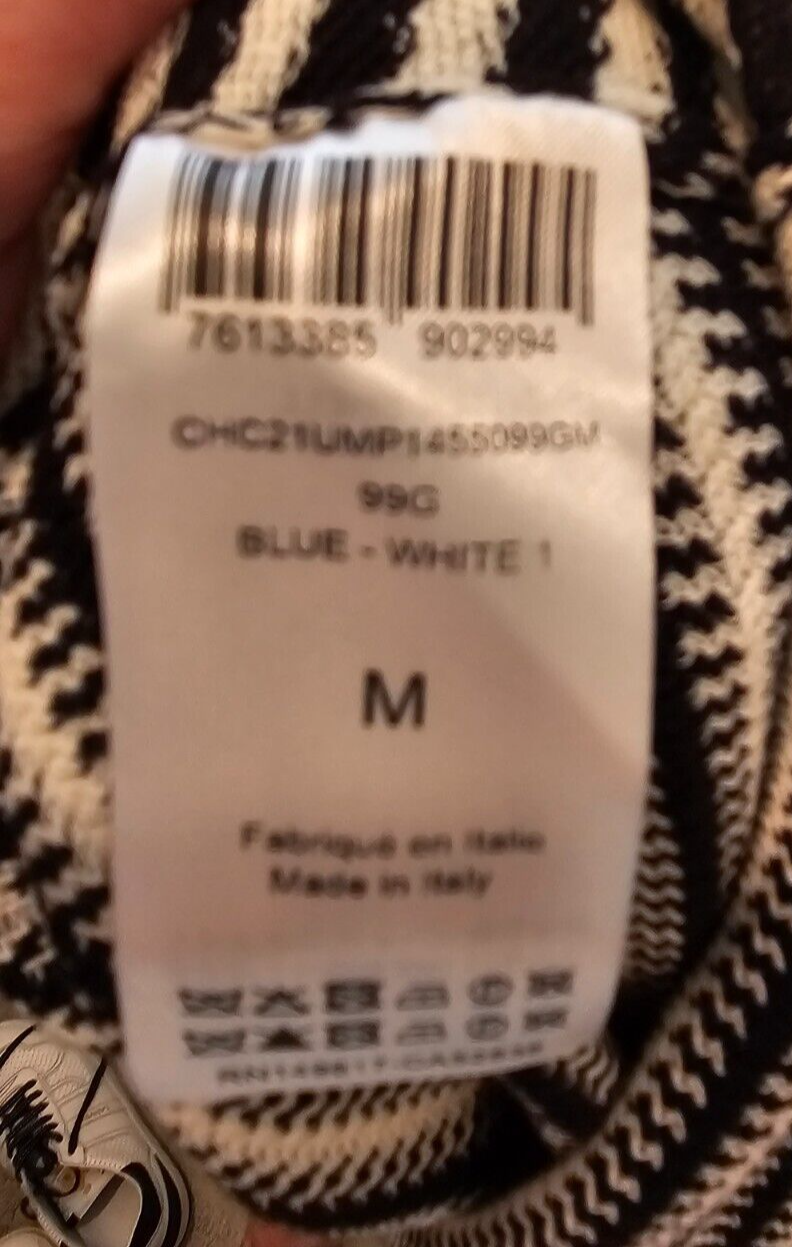 7613385 902994
CHC21UMP1455099GM
99G
BLUE - WHITE 1
M
Fabriqué en Italie
Made in Italy